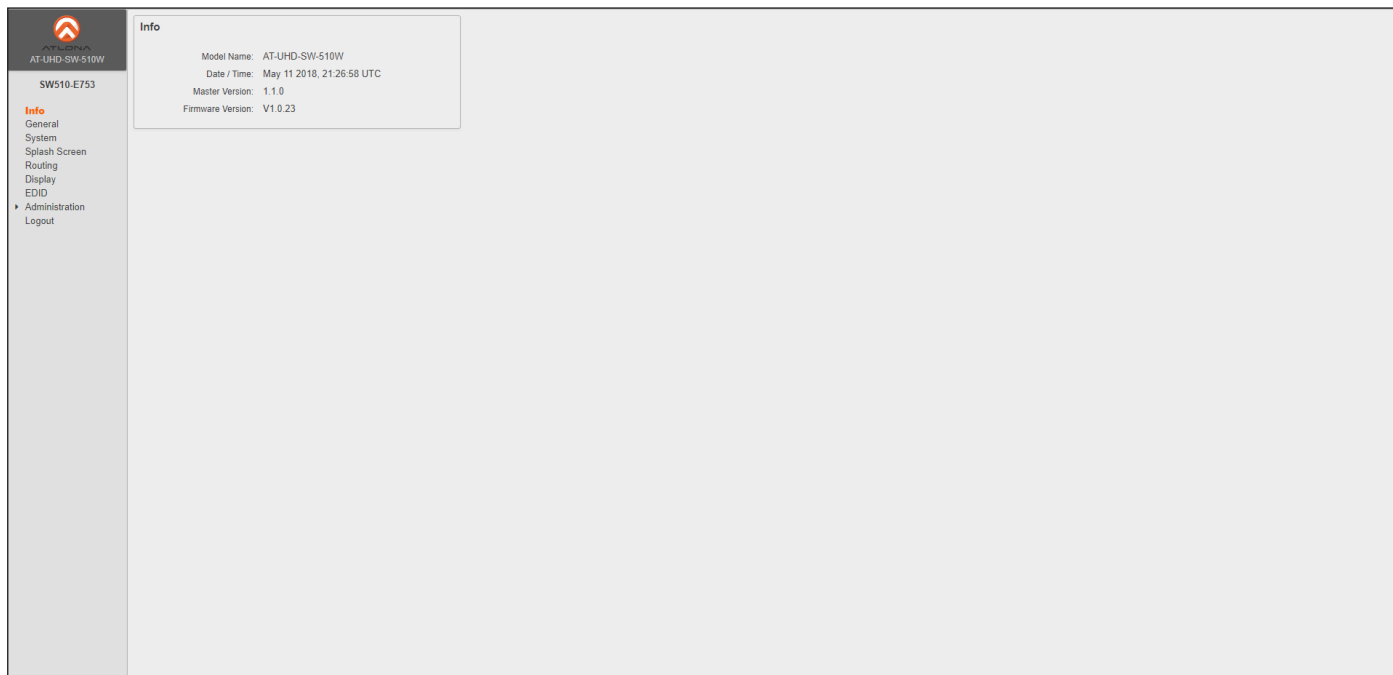 ATLONA
AT-UHD-SW-510W
SW510-E753
Info
General
System
Splash Screen
Routing
Display
EDID
Administration
Logout
Info
Model Name: AT-UHD-SW-510W
Date / Time: May 11 2018, 21:26:58 UTC
Master Version: 1.1.0
Firmware Version: V1.0.23